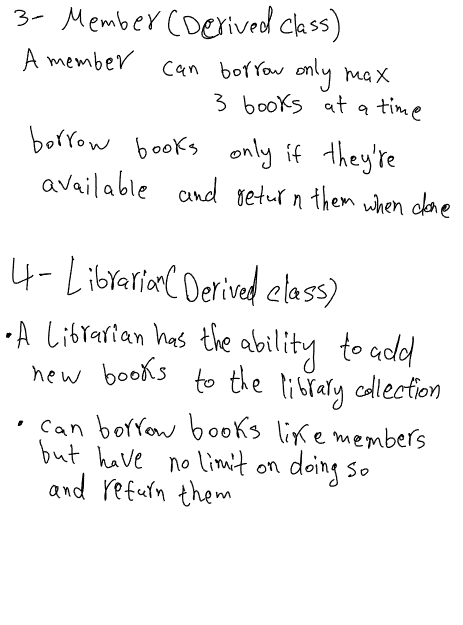 3- Member (Derived class)
A member can borrow only max
3 books at a time
borrow books only if they're
available and return them when done
4- Librarian (Derived class)
• A Librarian has the ability to add
new books to the library collection
• can borrow books like members
but have no limit on doing so
and return them